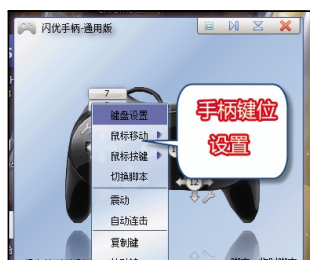 闪优手柄-通用版
7
键盘设置
鼠标移动
鼠标按键
切换脚本
震动
自动连击
复制键
12
手柄键位
设置